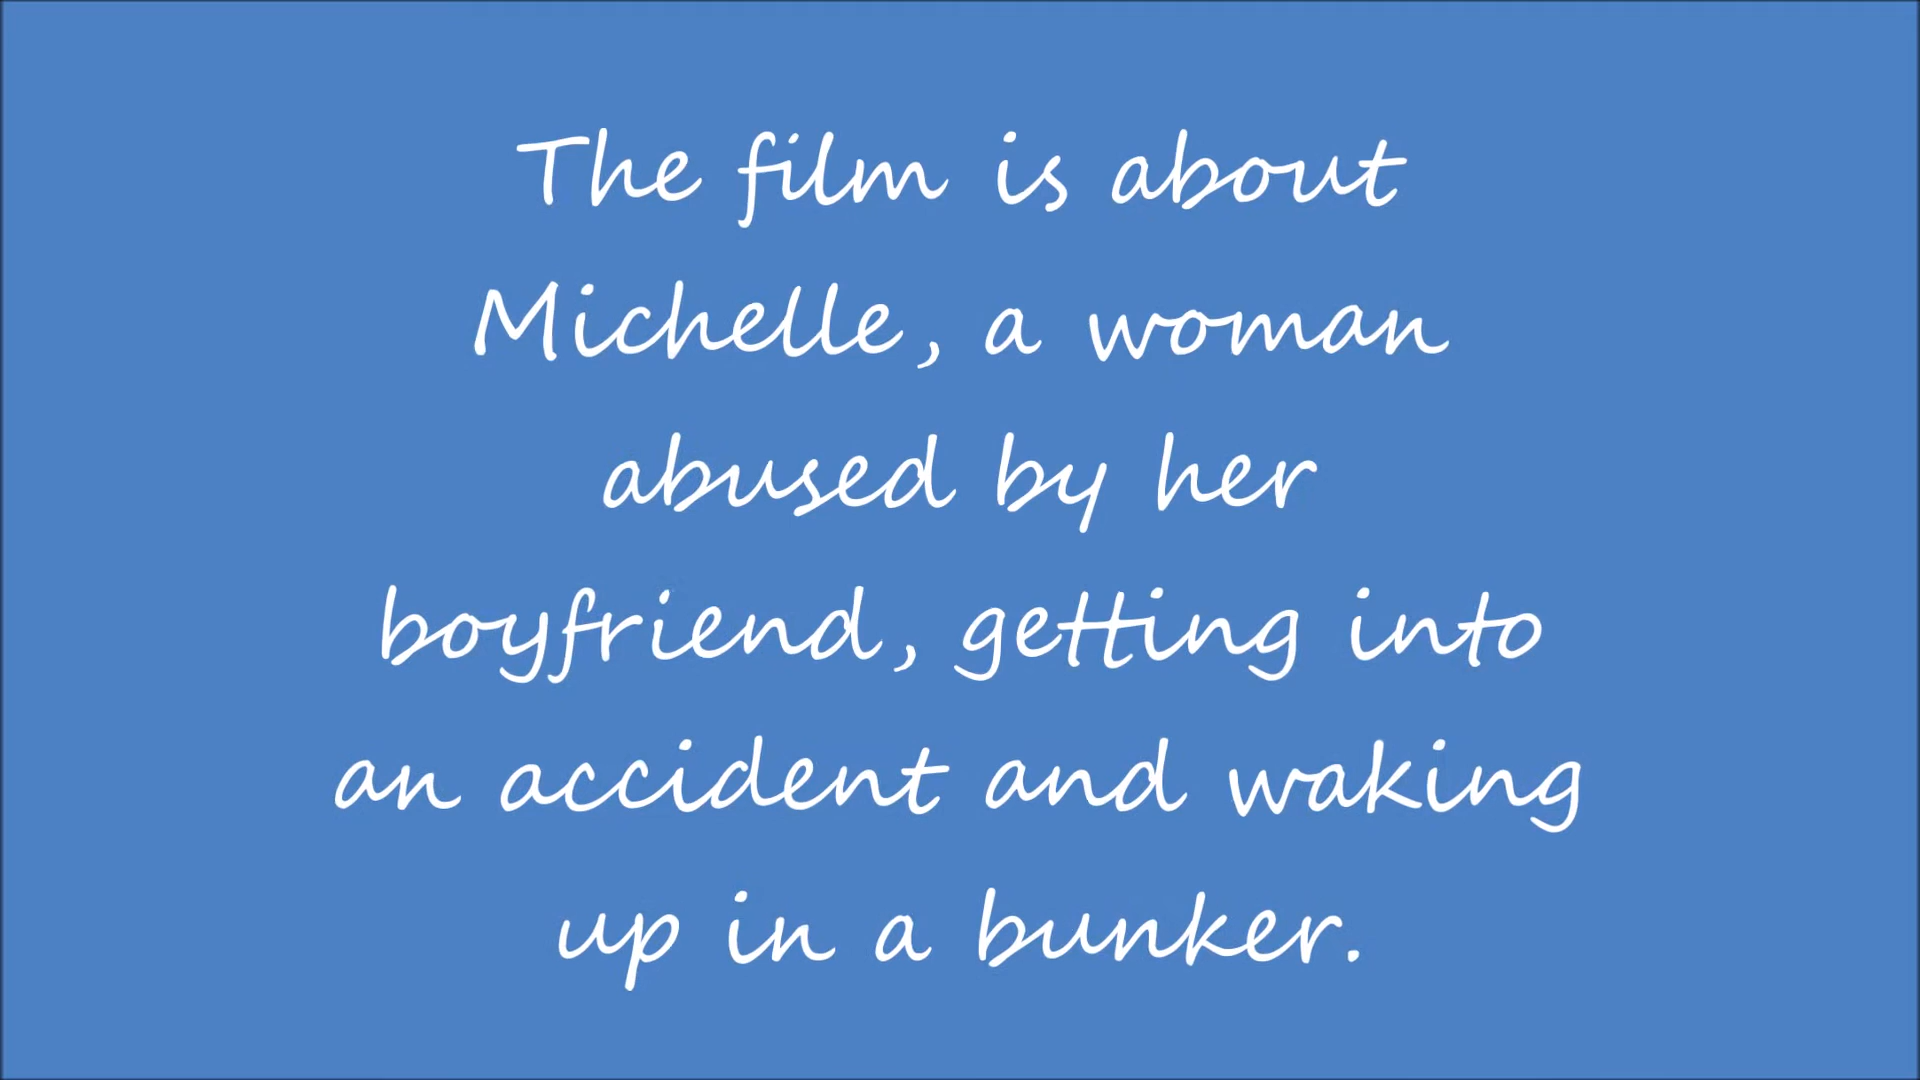 The film is about
Michelle, a woman
abused by her
boyfriend, getting into
an accident and waking
up in a bunker.